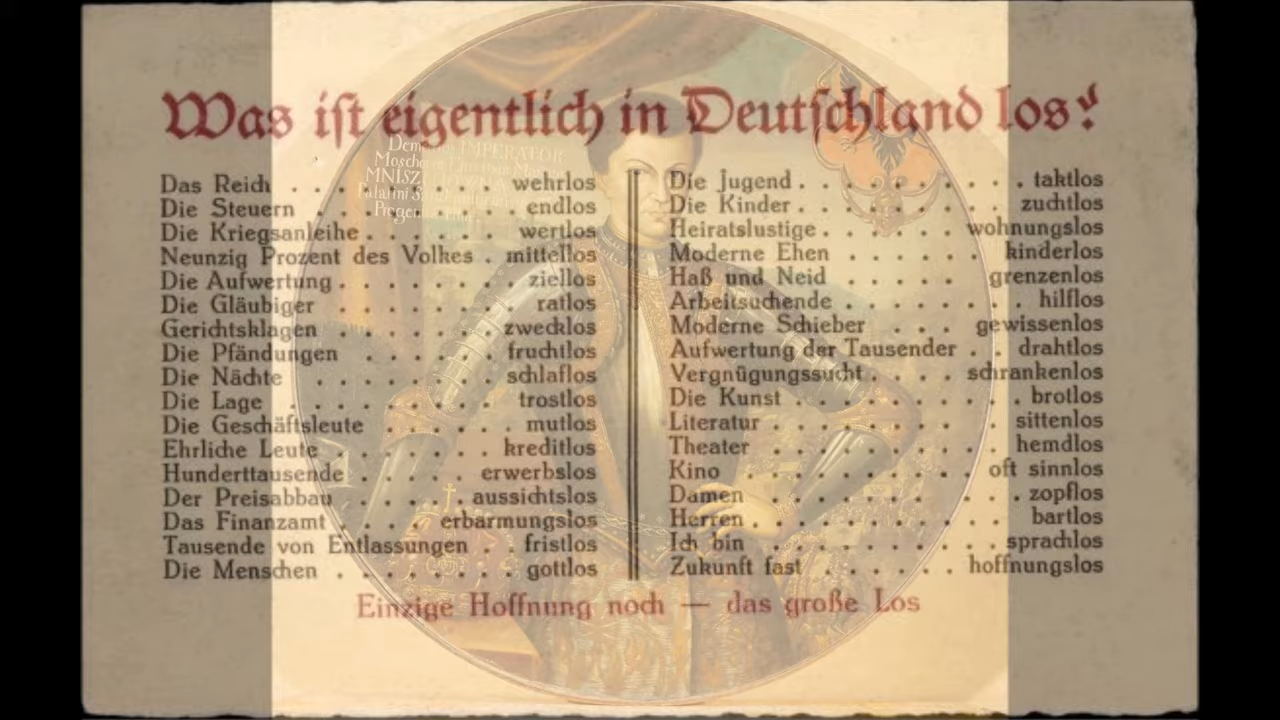 Was ist eigentlich in Deutschland los?
Das Reich . . . . . . . . . wehrlos
Die Steuern . . . . . . . . endlos
Die Kriegsanleihe . . . . . . wertlos
Neunzig Prozent des Volkes . mittellos
Die Aufwertung . . . . . . . ziellos
Die Gläubiger . . . . . . . ratlos
Gerichtsklagen . . . . . . . zwecklos
Die Pfändungen . . . . . . fruchtlos
Die Nächte . . . . . . . . schlaflos
Die Lage . . . . . . . . . trostlos
Die Geschäftsleute . . . . . . mutlos
Ehrliche Leute . . . . . . . kreditlos
Hunderttausende . . . . . erwerbslos
Der Preisabbau . . . . . aussichtslos
Das Finanzamt . . . . erbarmungslos
Tausende von Entlassungen . . fristlos
Die Menschen . . . . . . . . gottlos
Die Jugend . . . . . . . . . . taktlos
Die Kinder . . . . . . . . . . zuchtlos
Heiratslustige . . . . . . . wohnungslos
Moderne Ehen . . . . . . kinderlos
Haß und Neid . . . . . . . grenzenlos
Arbeitsuchende . . . . . . . . hilflos
Moderne Schieber . . . gewissenlos
Aufwertung der Tausender . . drahtlos
Vergnügungssucht . . . . schrankenlos
Die Kunst . . . . . . . . . . brotlos
Literatur . . . . . . . . . . sittenlos
Theater . . . . . . . . . . . hemdlos
Kino . . . . . . . . . . oft sinnlos
Damen . . . . . . . . . . . . zopflos
Herren . . . . . . . . . . . . bartlos
Ich bin . . . . . . . . . . sprachlos
Zukunft fast . . . . . . hoffnungslos
Einzige Hoffnung noch — das große Los
IMPERATOR
MNISZ